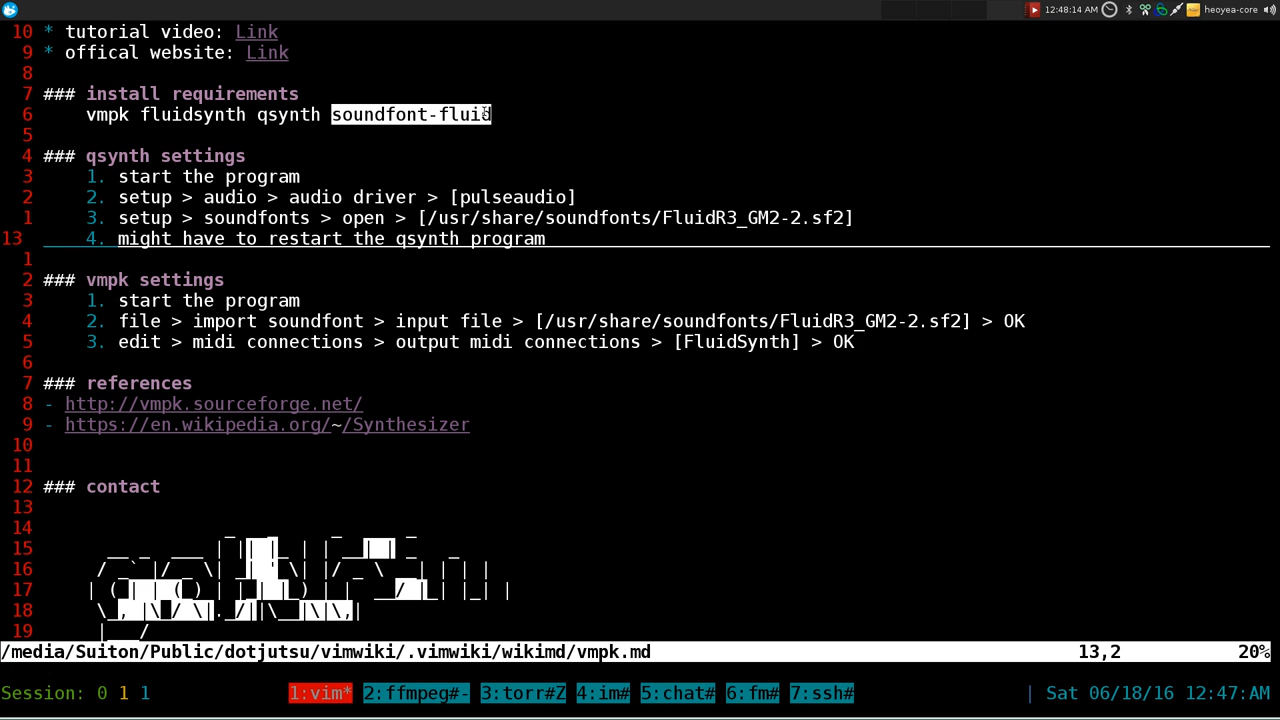 12:48:14 AM heoyea-core
10 * tutorial video: Link
9 * offical website: Link
8
7 ### install requirements
6 vmpk fluidsynth qsynth soundfont-fluid
5
4 ### qsynth settings
3 1. start the program
2 2. setup > audio > audio driver > [pulseaudio]
1 3. setup > soundfonts > open > [/usr/share/soundfonts/FluidR3_GM2-2.sf2]
13 4. might have to restart the qsynth program
1
2 ### vmpk settings
3 1. start the program
4 2. file > import soundfont > input file > [/usr/share/soundfonts/FluidR3_GM2-2.sf2] > OK
5 3. edit > midi connections > output midi connections > [FluidSynth] > OK
6
7 ### references
8 - http://vmpk.sourceforge.net/
9 - https://en.wikipedia.org/~/Synthesizer
10
11
12 ### contact
13
14
15
16
17
18
19
/media/Suiton/Public/dotjutsu/vimwiki/.vimwiki/wikimd/vmpk.md 13,2 20%
Session: 0 1 1 1:vim* 2:ffmpeg#- 3:torr#Z 4:im# 5:chat# 6:fm# 7:ssh# | Sat 06/18/16 12:47:AM